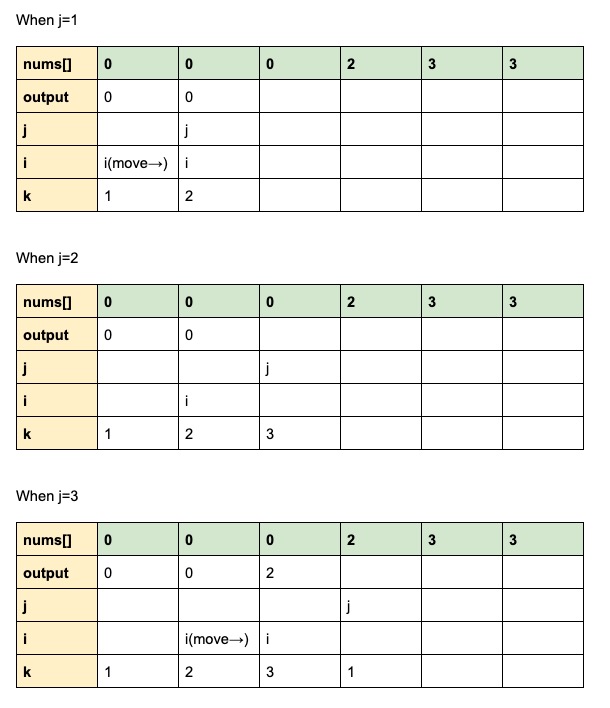 When j=1
nums[] 0 0 0 2 3 3
output 0 0
j j
i i(move→) i
k 1 2
When j=2
nums[] 0 0 0 2 3 3
output 0 0
j j
i i
k 1 2 3
When j=3
nums[] 0 0 0 2 3 3
output 0 0 2
j j
i i(move→) i
k 1 2 3 1